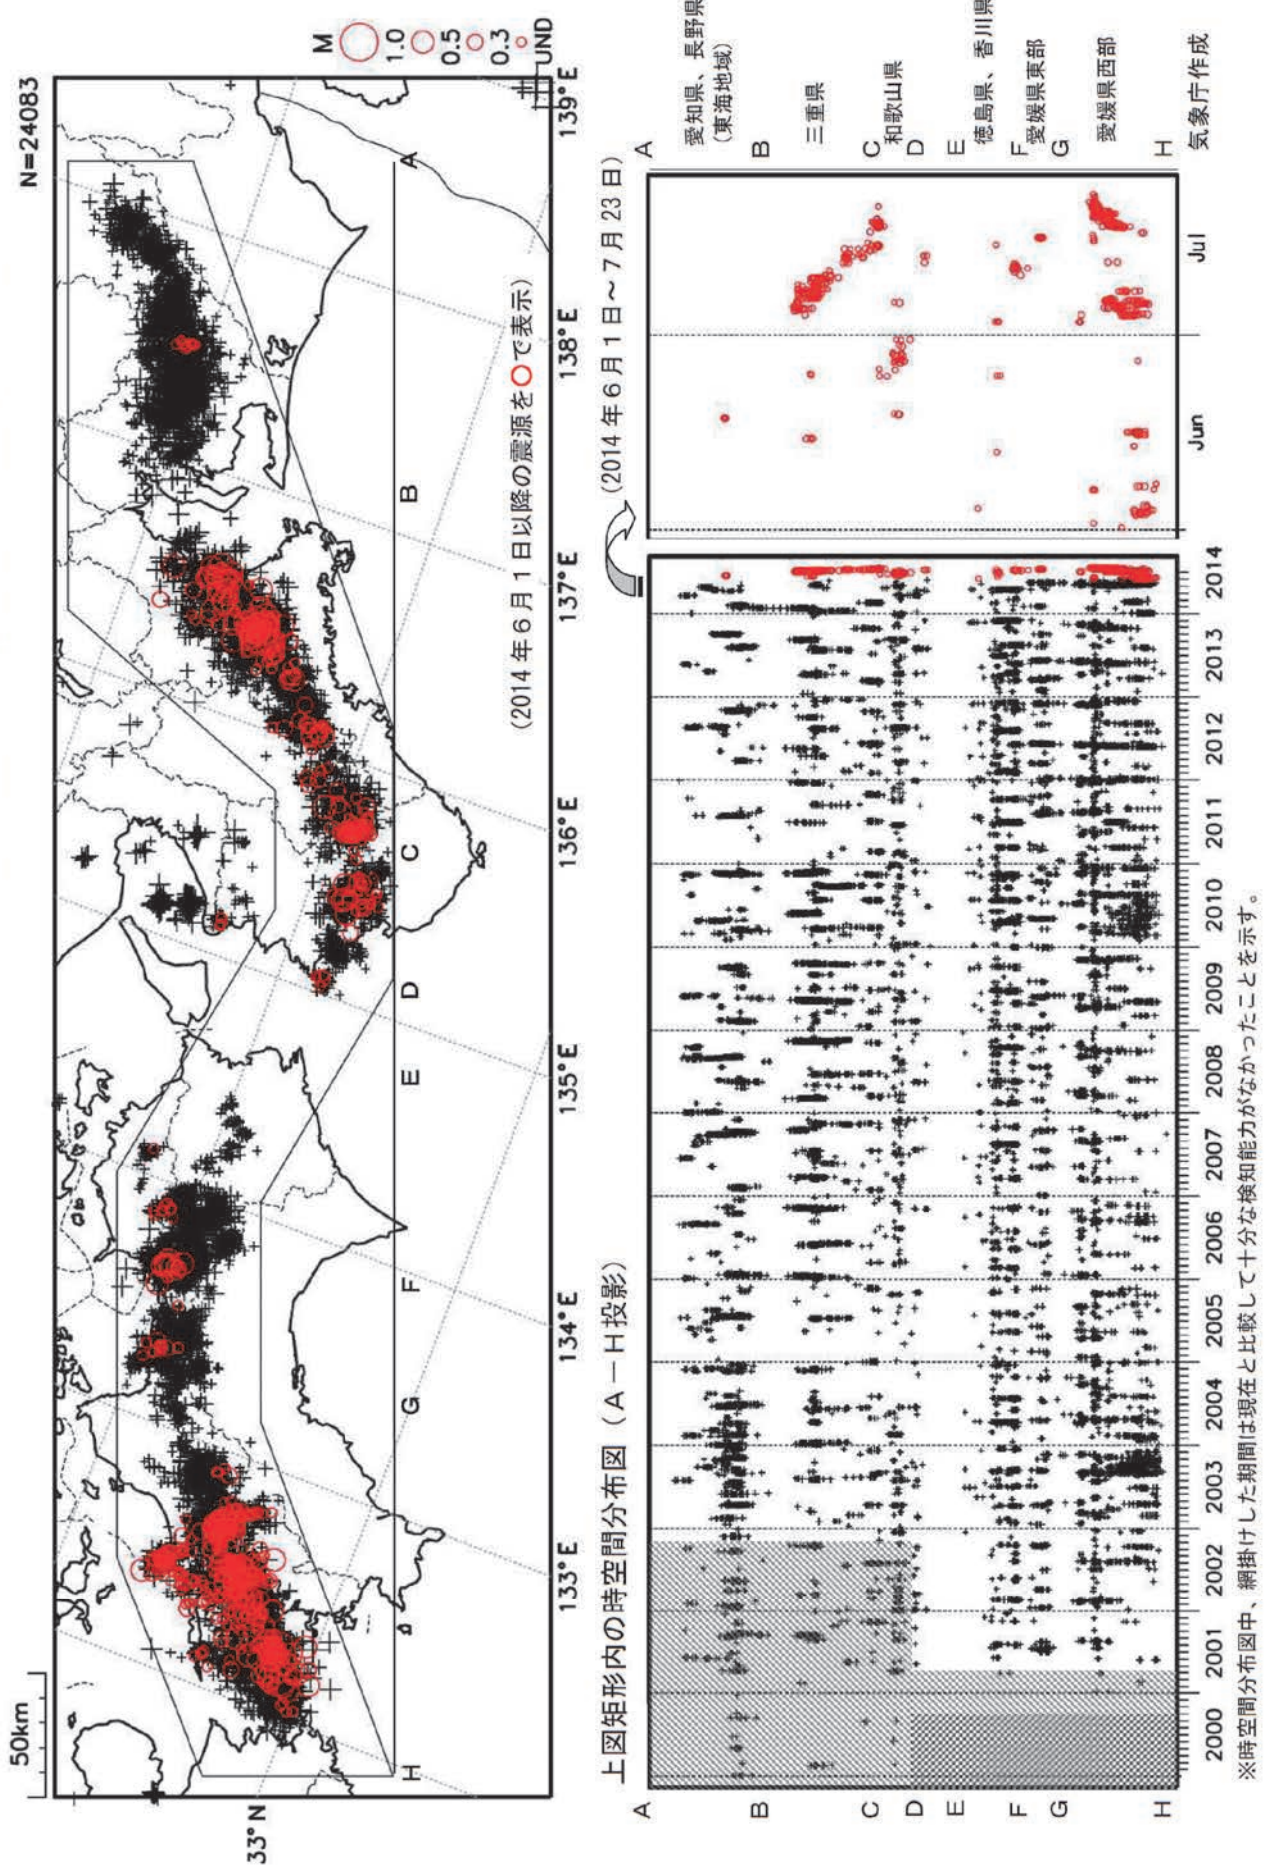 N=24083
50km
33°N
M
1.0
0.5
0.3
UND
133°E
134°E
135°E
136°E
137°E
138°E
139°E
H
G
F
E
D
C
B
A
(2014年6月1日以降の震源を○で表示)
上図矩形内の時空間分布図(A-H投影)
(2014年6月1日~7月23日)
A
B
C
D
E
F
G
H
2000
2001
2002
2003
2004
2005
2006
2007
2008
2009
2010
2011
2012
2013
2014
Jun
Jul
A
愛知県、長野県
(東海地域)
B
三重県
C
和歌山県
D
E
徳島県、香川県
F
愛媛県東部
G
愛媛県西部
H
気象庁作成
※時空間分布図中、網掛けした期間は現在と比較して十分な検知能力がなかったことを示す。